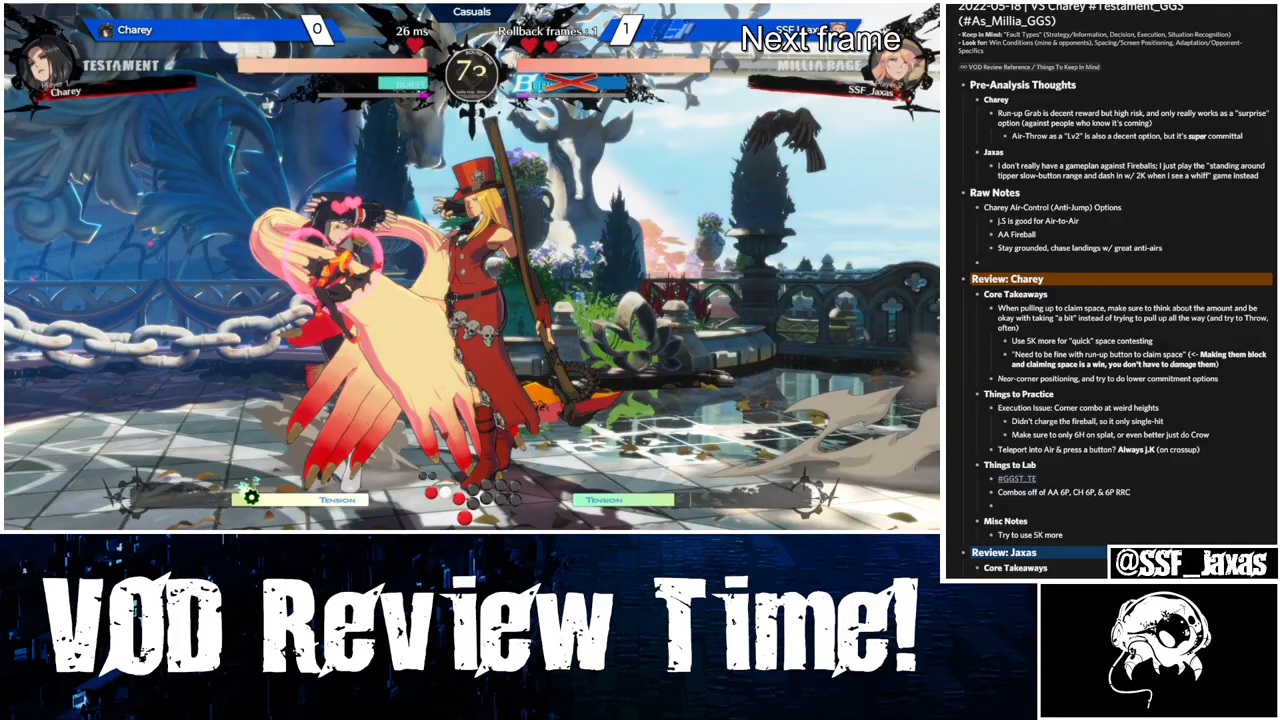 Casuals
Charey
0
26 ms
Rollback frames : 1
1
Next frame
TESTAMENT
Player 1
Charey
BURST
73
MILLIA RAGE
SSF_Jaxas
TENSION
TENSION
2022-05-18 | VS Charey #Testament_GGS
(#As_Millia_GGS)
- Keep In Mind: "Fault Types" (Strategy/Information, Decision, Execution, Situation Recognition)
- Look for: Win Conditions (mine & opponents), Spacing/Screen Positioning, Adaptation/Opponent-
Specifics
VOD Review Reference / Things To Keep In Mind
Pre-Analysis Thoughts
Charey
Run-up Grab is decent reward but high risk, and only really works as a "surprise"
option (against people who know it's coming)
Air-Throw as a "Lv2" is also a decent option, but it's super committal
Jaxas
I don't really have a gameplan against Fireballs; I just play the "standing around
tipper slow-button range and dash in w/ 2K when I see a whiff" game instead
Raw Notes
Charey Air-Control (Anti-Jump) Options
j.S is good for Air-to-Air
AA Fireball
Stay grounded, chase landings w/ great anti-airs
Review: Charey
Core Takeaways
When pulling up to claim space, make sure to think about the amount and be
okay with taking "a bit" instead of trying to pull up all the way (and try to Throw,
often)
Use 5K more for "quick" space contesting
"Need to be fine with run-up button to claim space" (<- Making them block
and claiming space is a win, you don't have to damage them)
Near-corner positioning, and try to do lower commitment options
Things to Practice
Execution Issue: Corner combo at weird heights
Didn't charge the fireball, so it only single-hit
Make sure to only 6H on splat, or even better just do Crow
Teleport into Air & press a button? Always j.K (on crossup)
Things to Lab
#GGST_TE
Combos off of AA 6P, CH 6P, & 6P RRC
Misc Notes
Try to use 5K more
Review: Jaxas
Core Takeaways
@SSF_Jaxas
VOD Review Time!